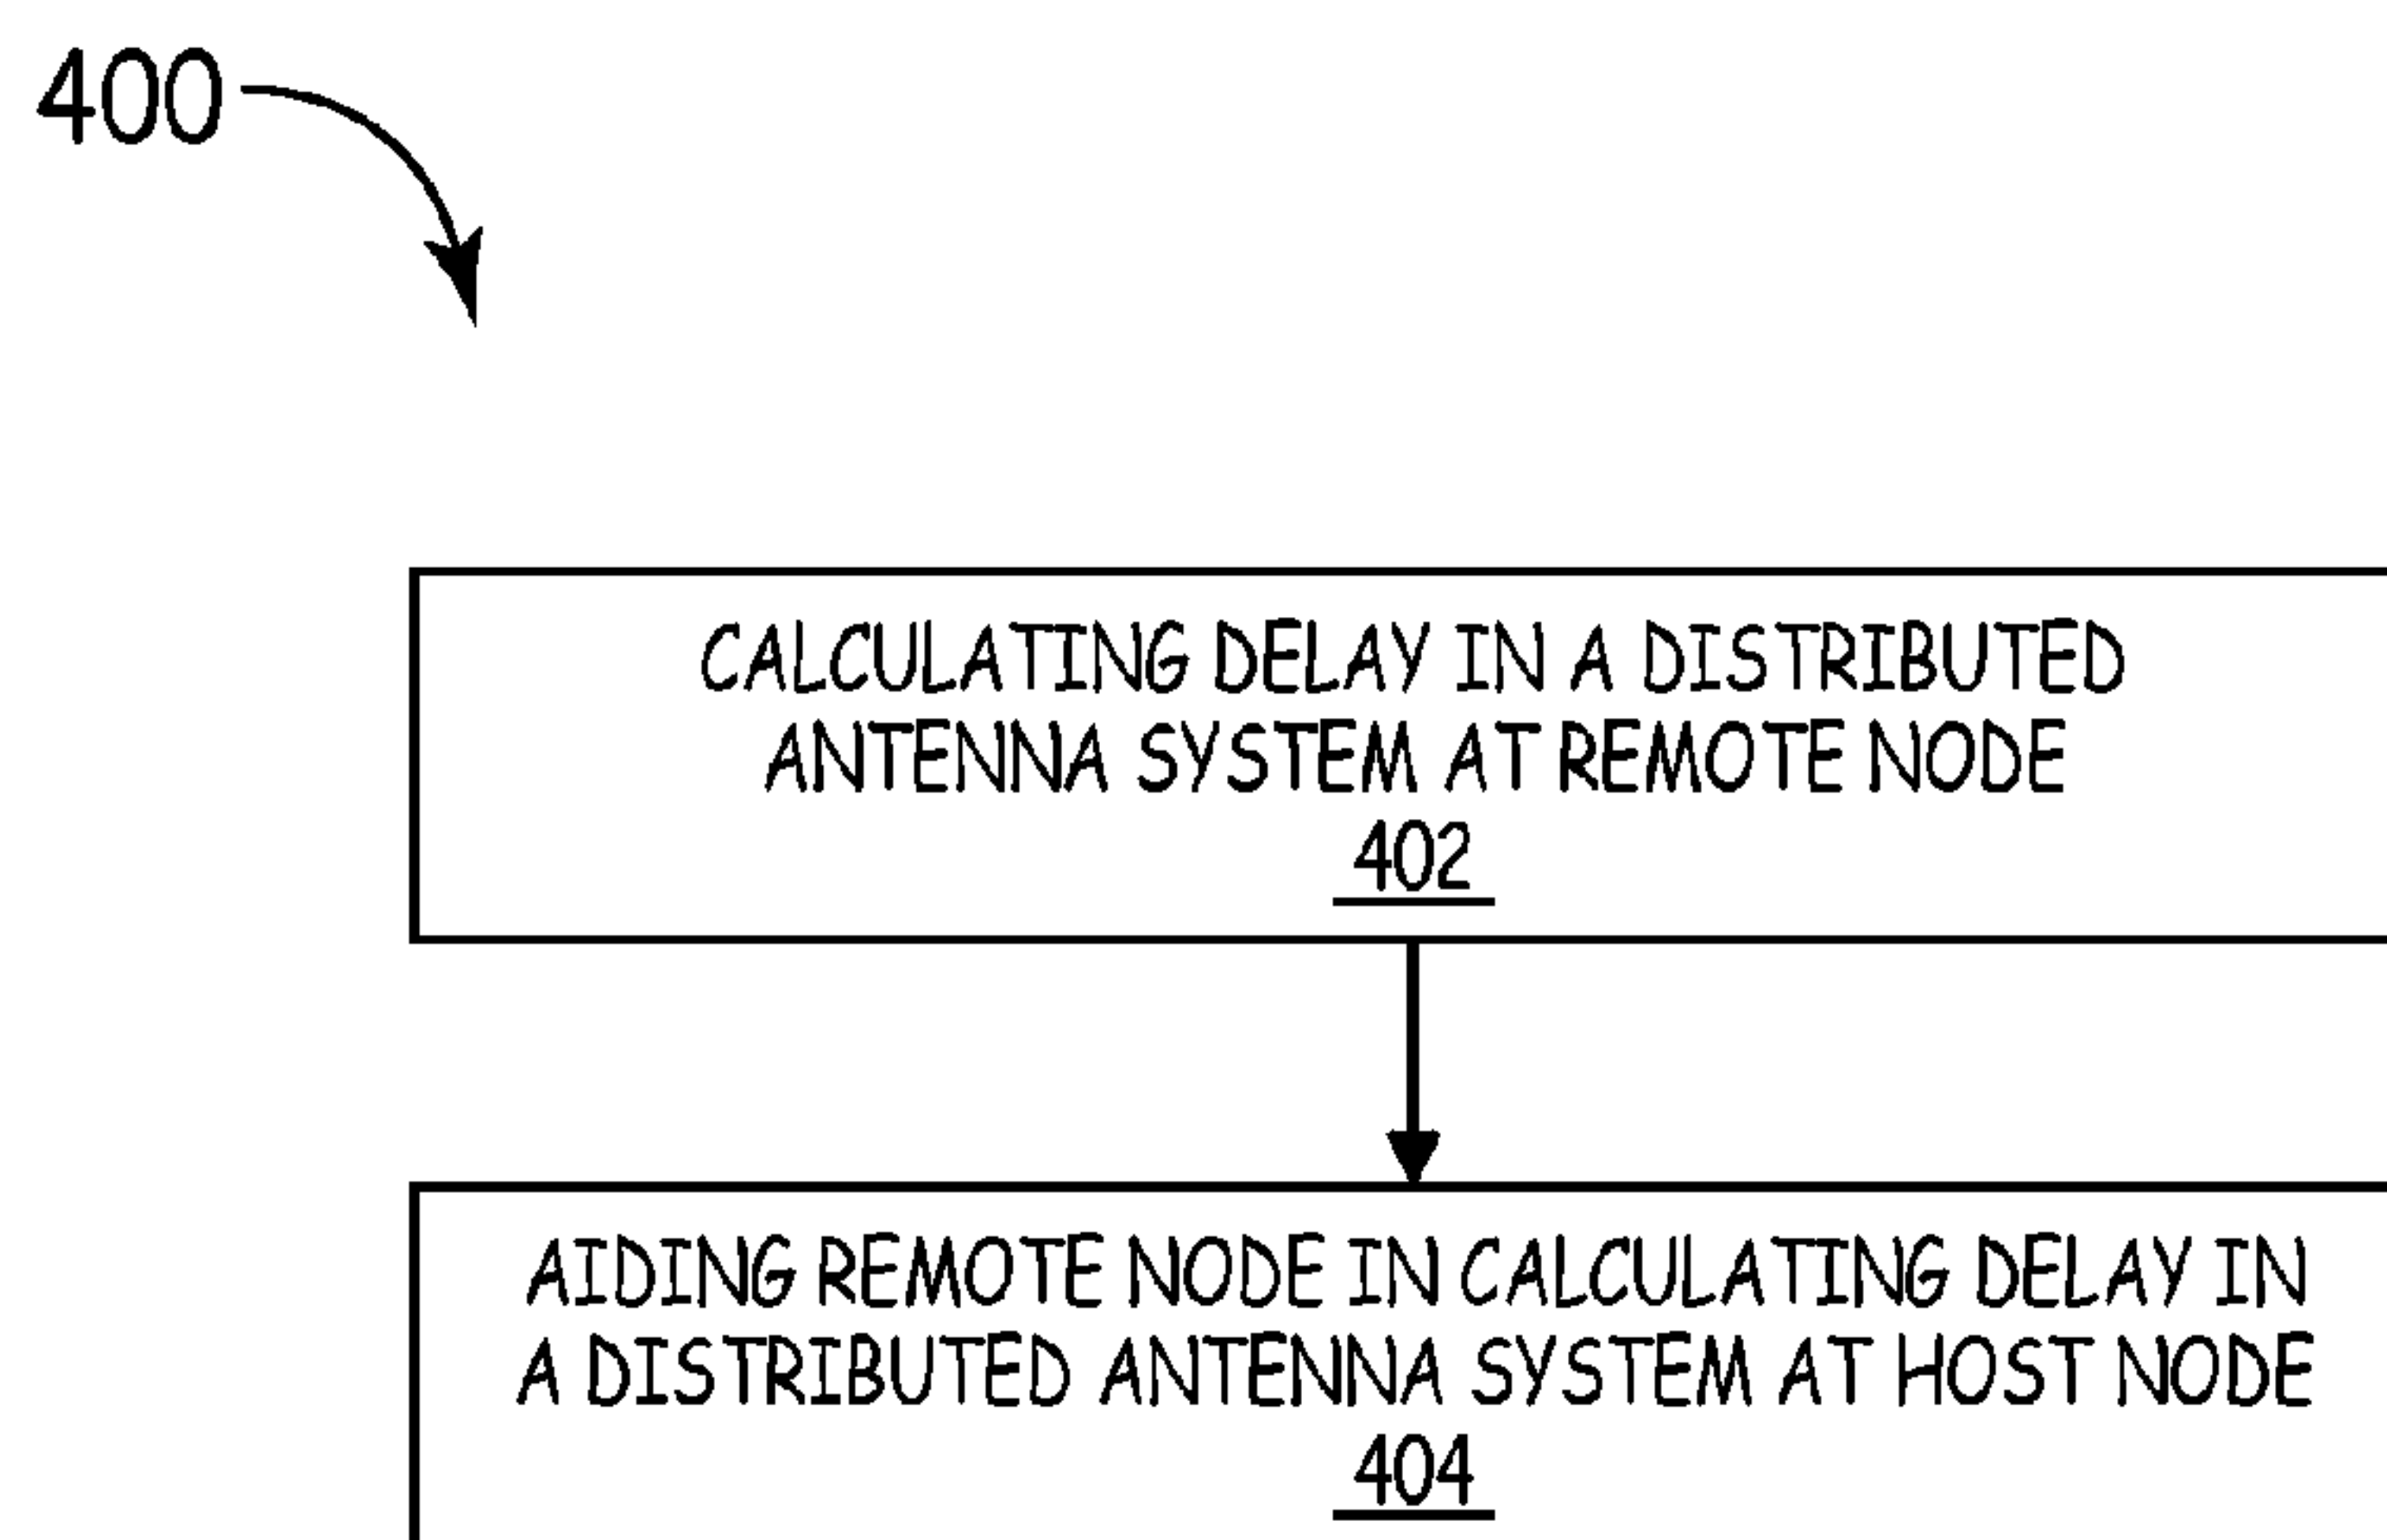 400
CALCULATING DELAY IN A DISTRIBUTED
ANTENNA SYSTEM AT REMOTE NODE
402
AIDING REMOTE NODE IN CALCULATING DELAY IN
A DISTRIBUTED ANTENNA SYSTEM AT HOST NODE
404